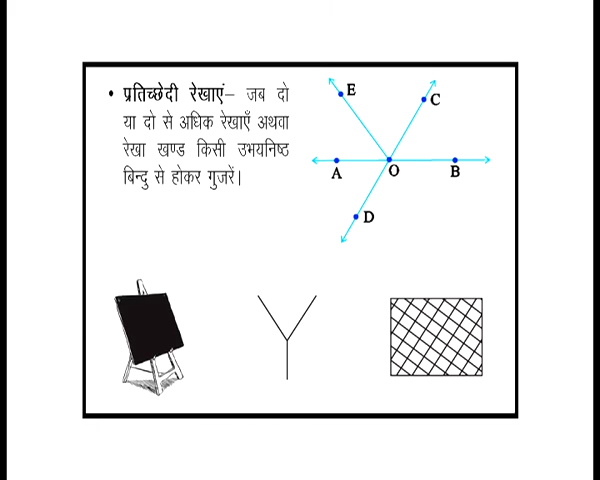 • प्रतिच्छेदी रेखाएं– जब दो
या दो से अधिक रेखाएँ अथवा
रेखा खण्ड किसी उभयनिष्ठ
बिन्दु से होकर गुजरें।
E
C
A
O
B
D